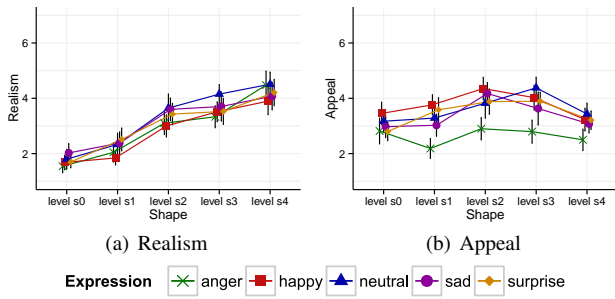 6
4
2
Realism
level s0 level s1 level s2 level s3 level s4
Shape
(a) Realism
6
4
2
Appeal
level s0 level s1 level s2 level s3 level s4
Shape
(b) Appeal
Expression anger happy neutral sad surprise